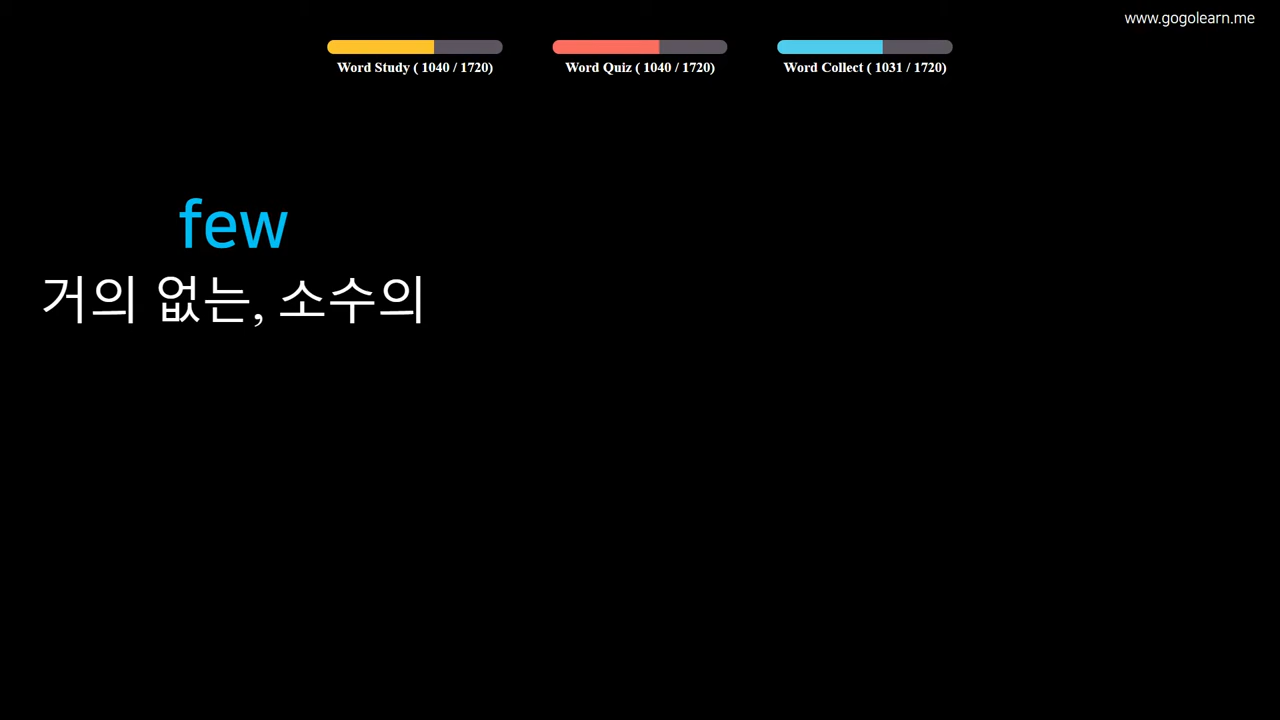 www.gogolearn.me
Word Study ( 1040 / 1720)
Word Quiz ( 1040 / 1720)
Word Collect ( 1031 / 1720)
few
거의 없는, 소수의